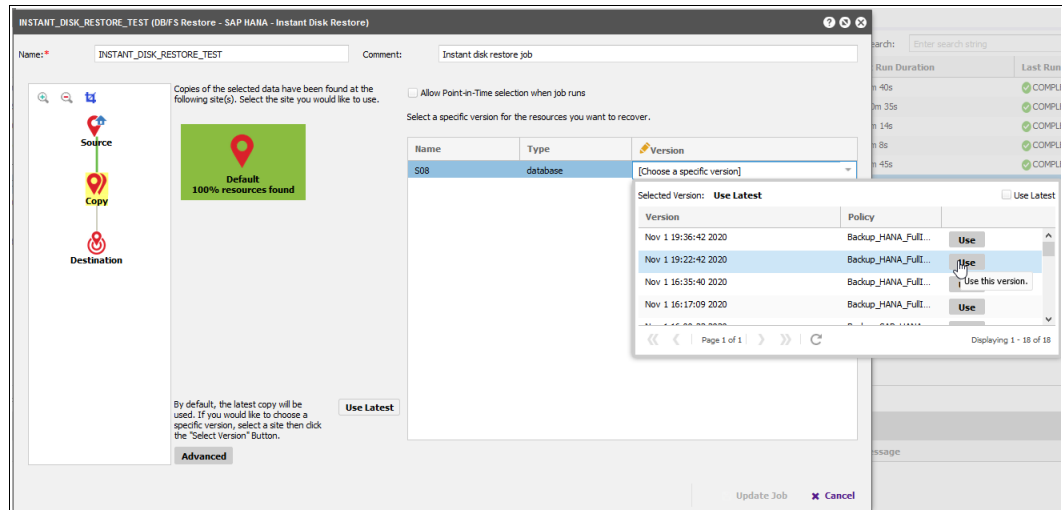 INSTANT_DISK_RESTORE_TEST (DB/FS Restore - SAP HANA - Instant Disk Restore)
Name:* INSTANT_DISK_RESTORE_TEST Comment: Instant disk restore job
Copies of the selected data have been found at the
following site(s). Select the site you would like to use.
Source
Copy
Destination
Default
100% resources found
By default, the latest copy will be
used. If you would like to choose a
specific version, select a site then click
the "Select Version" Button.
Use Latest
Advanced
Allow Point-in-Time selection when job runs
Select a specific version for the resources you want to recover.
Name Type Version
S08 database [Choose a specific version]
Selected Version: Use Latest Use Latest
Version Policy
Nov 1 19:36:42 2020 Backup_HANA_FullI... Use
Nov 1 19:22:42 2020 Backup_HANA_FullI... Use
Use this version.
Nov 1 16:35:40 2020 Backup_HANA_FullI...
Nov 1 16:17:09 2020 Backup_HANA_FullI... Use
Page 1 of 1 Displaying 1 - 18 of 18
Update Job Cancel
earch: Enter search string
Run Duration Last Run
40s COMPL
m 35s COMPL
14s COMPL
8s COMPL
45s COMPL
essage